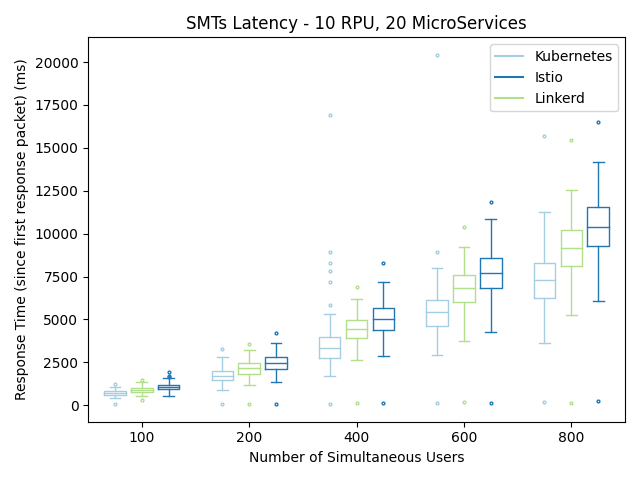 SMTs Latency - 10 RPU, 20 MicroServices
Response Time (since first response packet) (ms)
20000
17500
15000
12500
10000
7500
5000
2500
0
Kubernetes
Istio
Linkerd
100 200 400 600 800
Number of Simultaneous Users